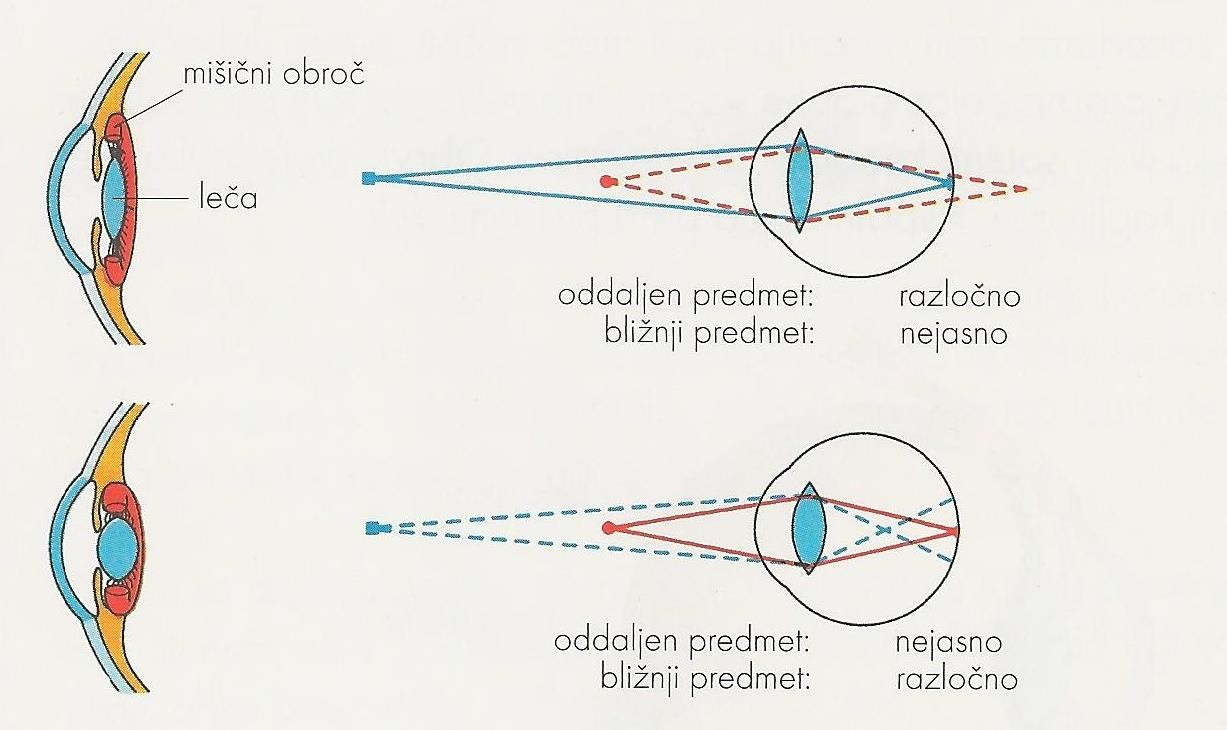 mišični obroč
leča
oddaljen predmet: razločno
bližnji predmet: nejasno
oddaljen predmet: nejasno
bližnji predmet: razločno